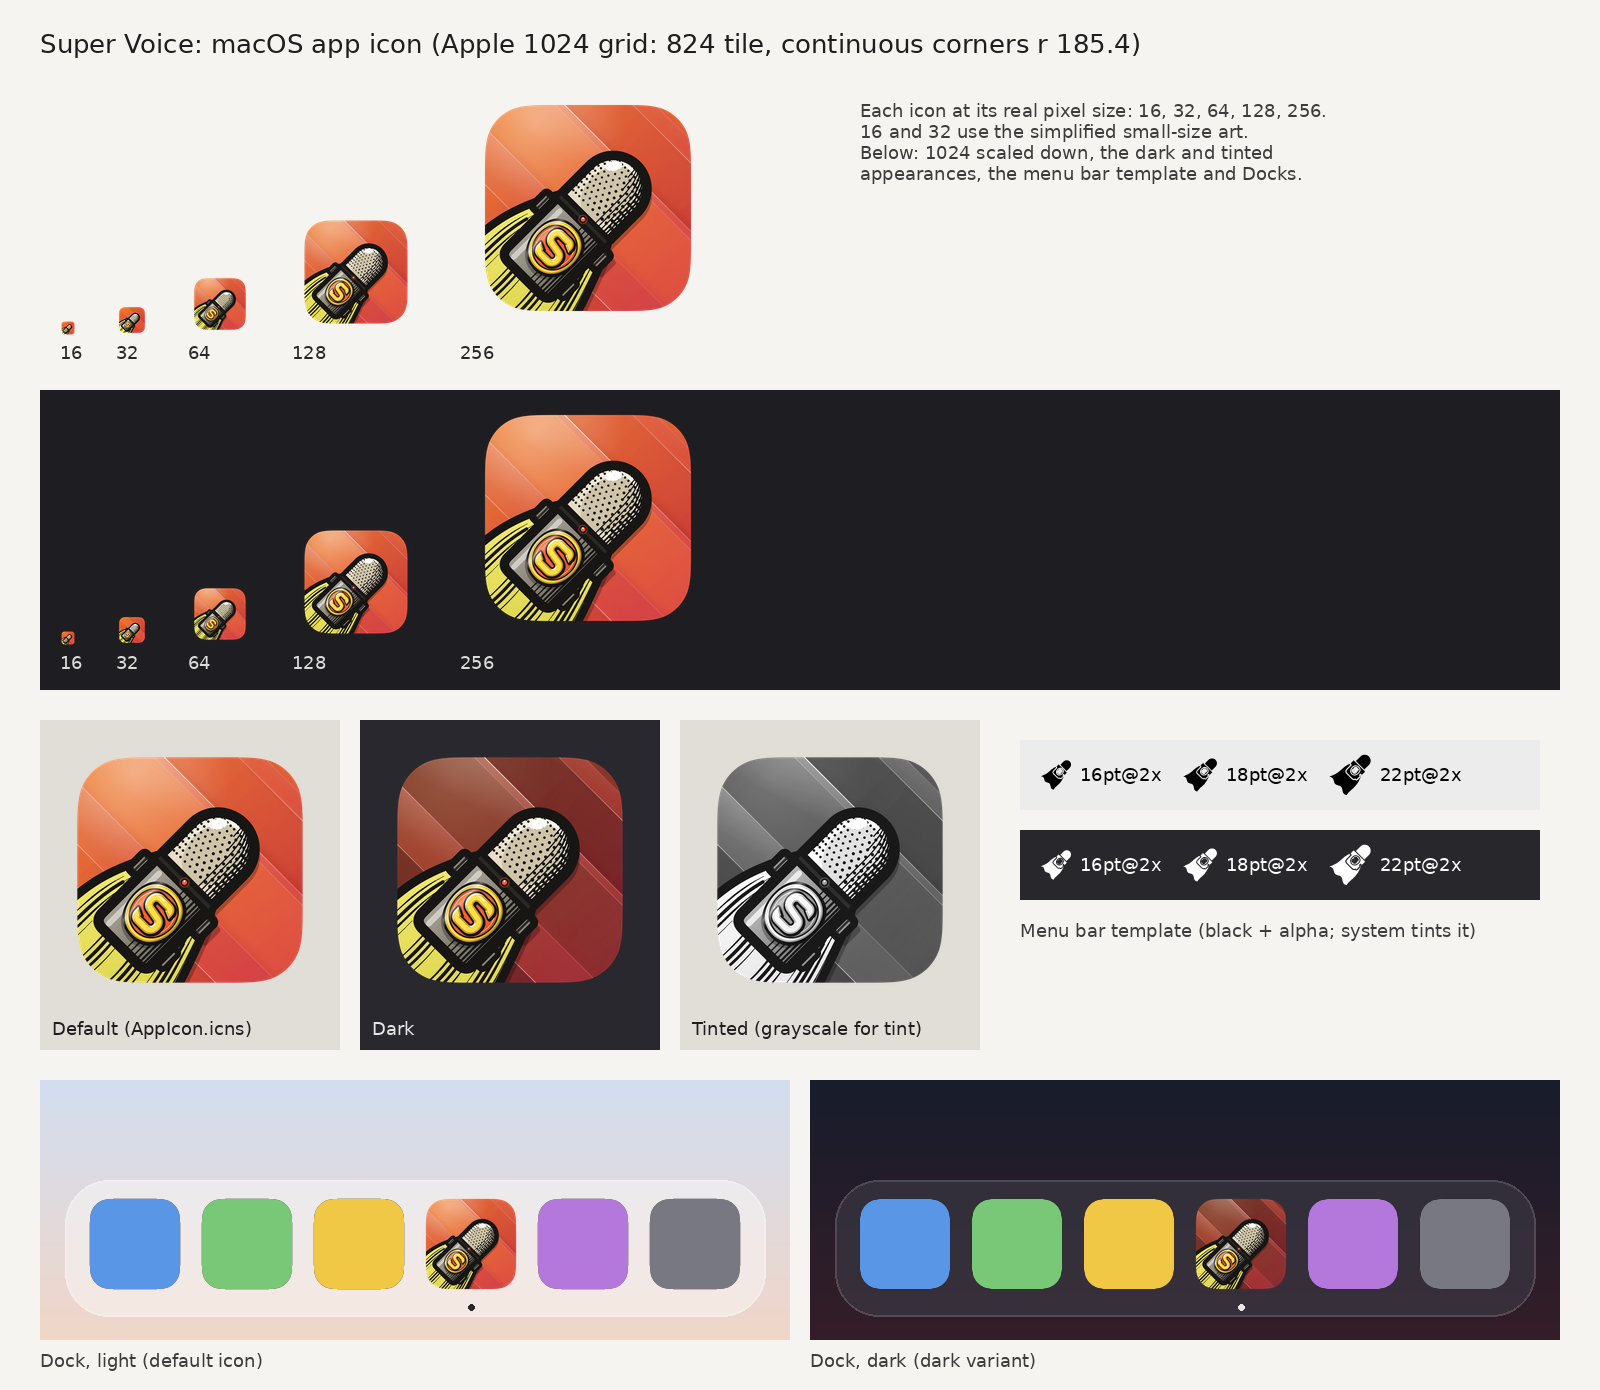 Super Voice: macOS app icon (Apple 1024 grid: 824 tile, continuous corners r 185.4)
Each icon at its real pixel size: 16, 32, 64, 128, 256.
16 and 32 use the simplified small-size art.
Below: 1024 scaled down, the dark and tinted
appearances, the menu bar template and Docks.
S
S
S
16 32 64 128 256
S
S
S
16 32 64 128 256
S
S
S
16pt@2x 18pt@2x 22pt@2x
16pt@2x 18pt@2x 22pt@2x
Menu bar template (black + alpha; system tints it)
Default (AppIcon.icns)
Dark
Tinted (grayscale for tint)
S
S
Dock, light (default icon)
Dock, dark (dark variant)